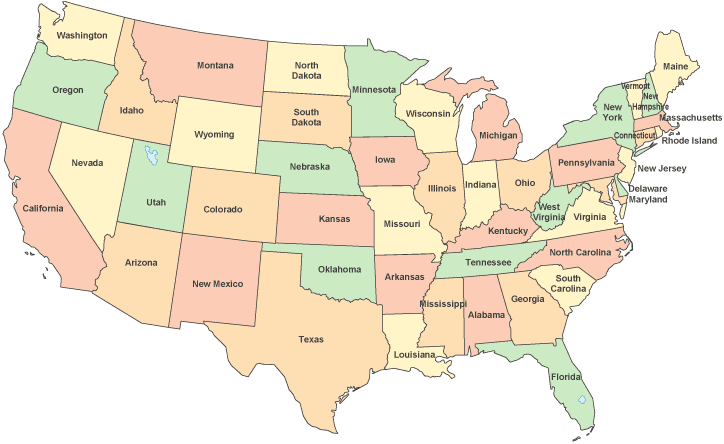 Washington
Maine
Montana
North
Dakota
Minnesota
Vermont
New
Hampshire
Oregon
Idaho
Wisconsin
New
York
Massachusetts
South
Dakota
Michigan
Wyoming
Connecticut
Rhode Island
Nevada
Nebraska
Iowa
Pennsylvania
New Jersey
Illinois
Indiana
Ohio
Delaware
Maryland
California
Utah
Colorado
Kansas
Missouri
West
Virginia
Virginia
Kentucky
Arizona
New Mexico
Oklahoma
Arkansas
Tennessee
North Carolina
South
Carolina
Mississippi
Alabama
Georgia
Texas
Louisiana
Florida